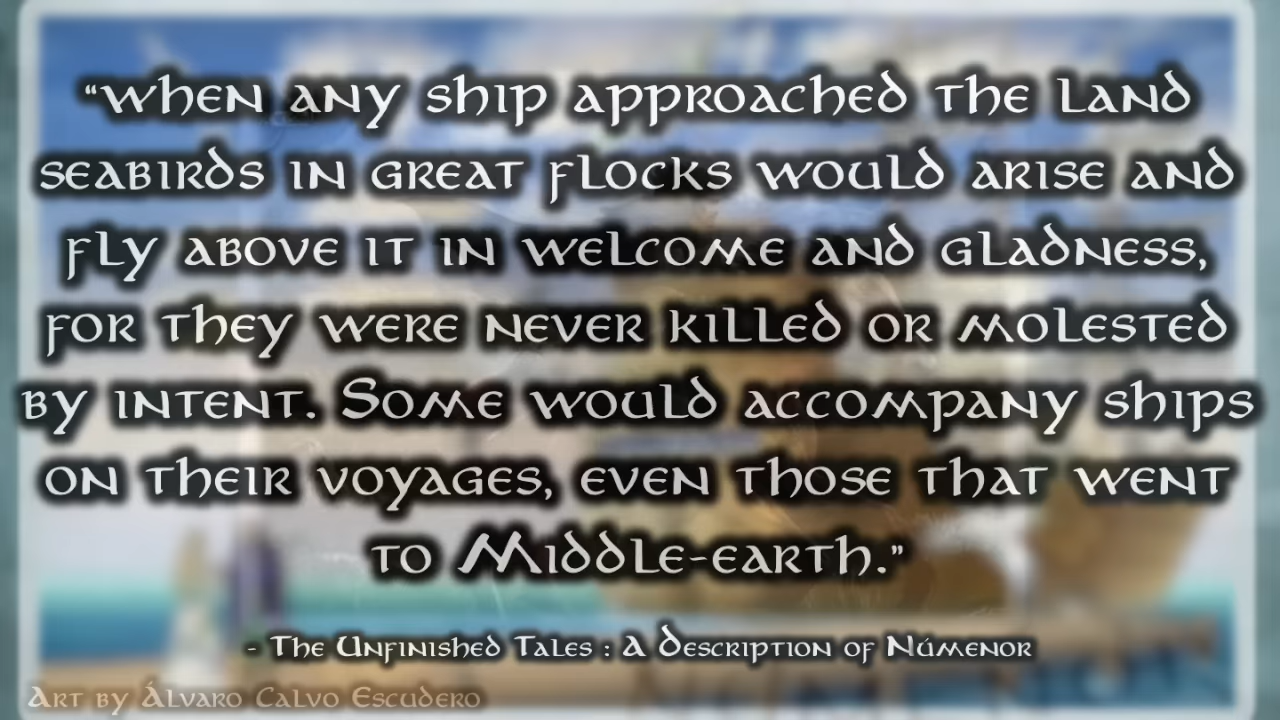 “When any ship approached the land
seabirds in great flocks would arise and
fly above it in welcome and gladness,
for they were never killed or molested
by intent. Some would accompany ships
on their voyages, even those that went
to Middle-earth.”
- The Unfinished Tales : A Description of Númenor
Art by Álvaro Calvo Escudero